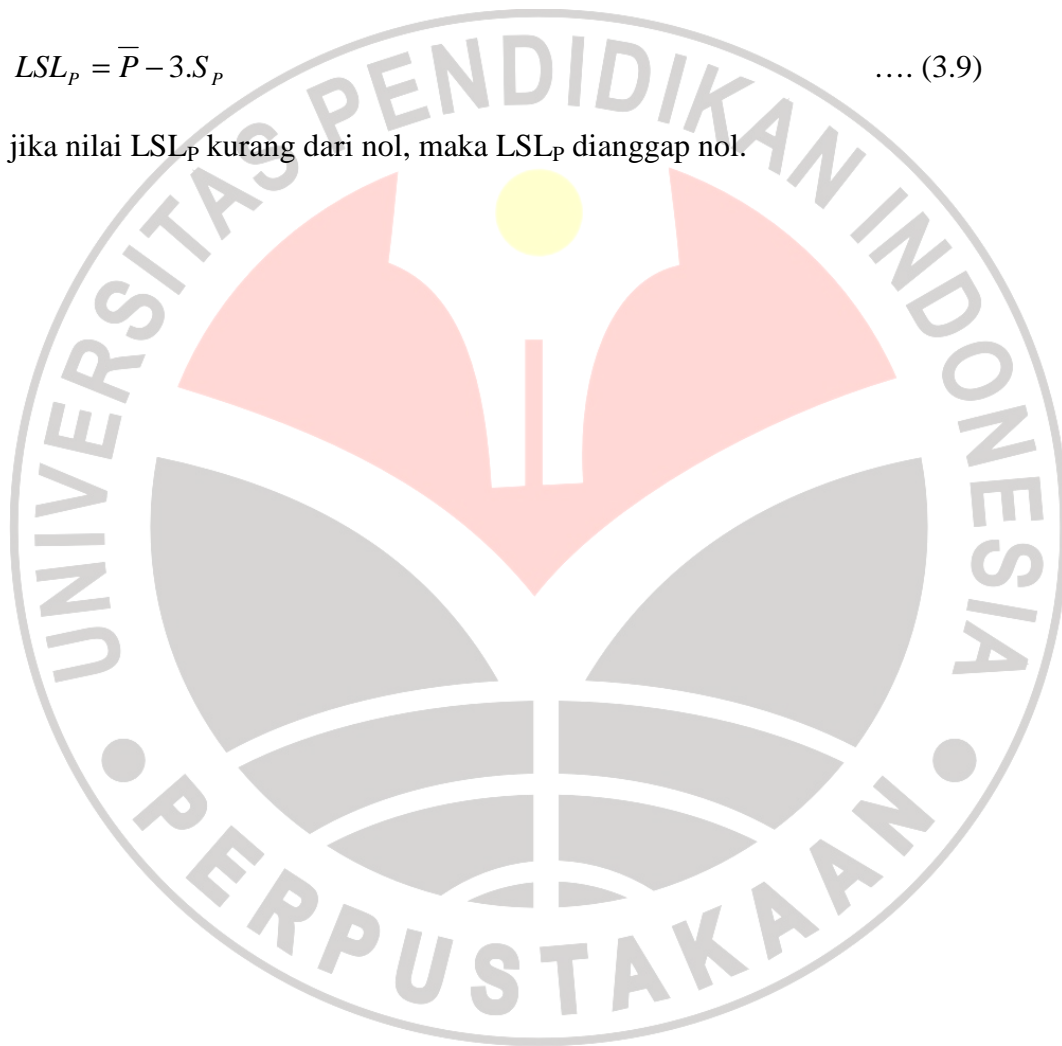 LSL_P = P̅ − 3.S_P …. (3.9)
jika nilai LSL_P kurang dari nol, maka LSL_P dianggap nol.
UNIVERSITAS PENDIDIKAN INDONESIA
PERPUSTAKAAN